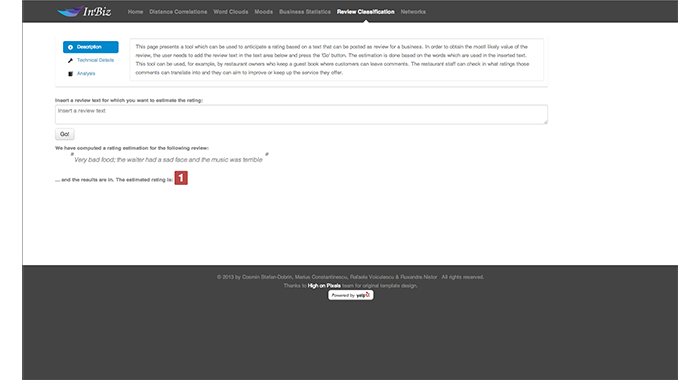 InBiz
Home Distance Correlations Word Clouds Moods Business Statistics Review Classification Networks
Description
Technical Details
Analysis
This page presents a tool which can be used to anticipate a rating based on a text that can be posted as review for a business. In order to obtain the most likely value of the
review, the user needs to add the review text in the text area below and press the 'Go' button. The estimation is done based on the words which are used in the inserted text.
This tool can be used, for example, by restaurant owners who keep a guest book where customers can leave comments. The restaurant staff can check in what ratings those
comments can translate into and they can aim to improve or keep up the service they offer.
Insert a review text for which you want to estimate the rating:
Insert a review text
Go!
We have computed a rating estimation for the following review:
" Very bad food; the waiter had a sad face and the music was terrible "
... and the results are in. The estimated rating is: 1
© 2013 by Cosmin Stefan-Dobrin, Marius Constantinescu, Rafaela Voiculescu & Ruxandra Nistor All rights reserved.
Thanks to High on Pixels team for original template design.
Powered by yelp